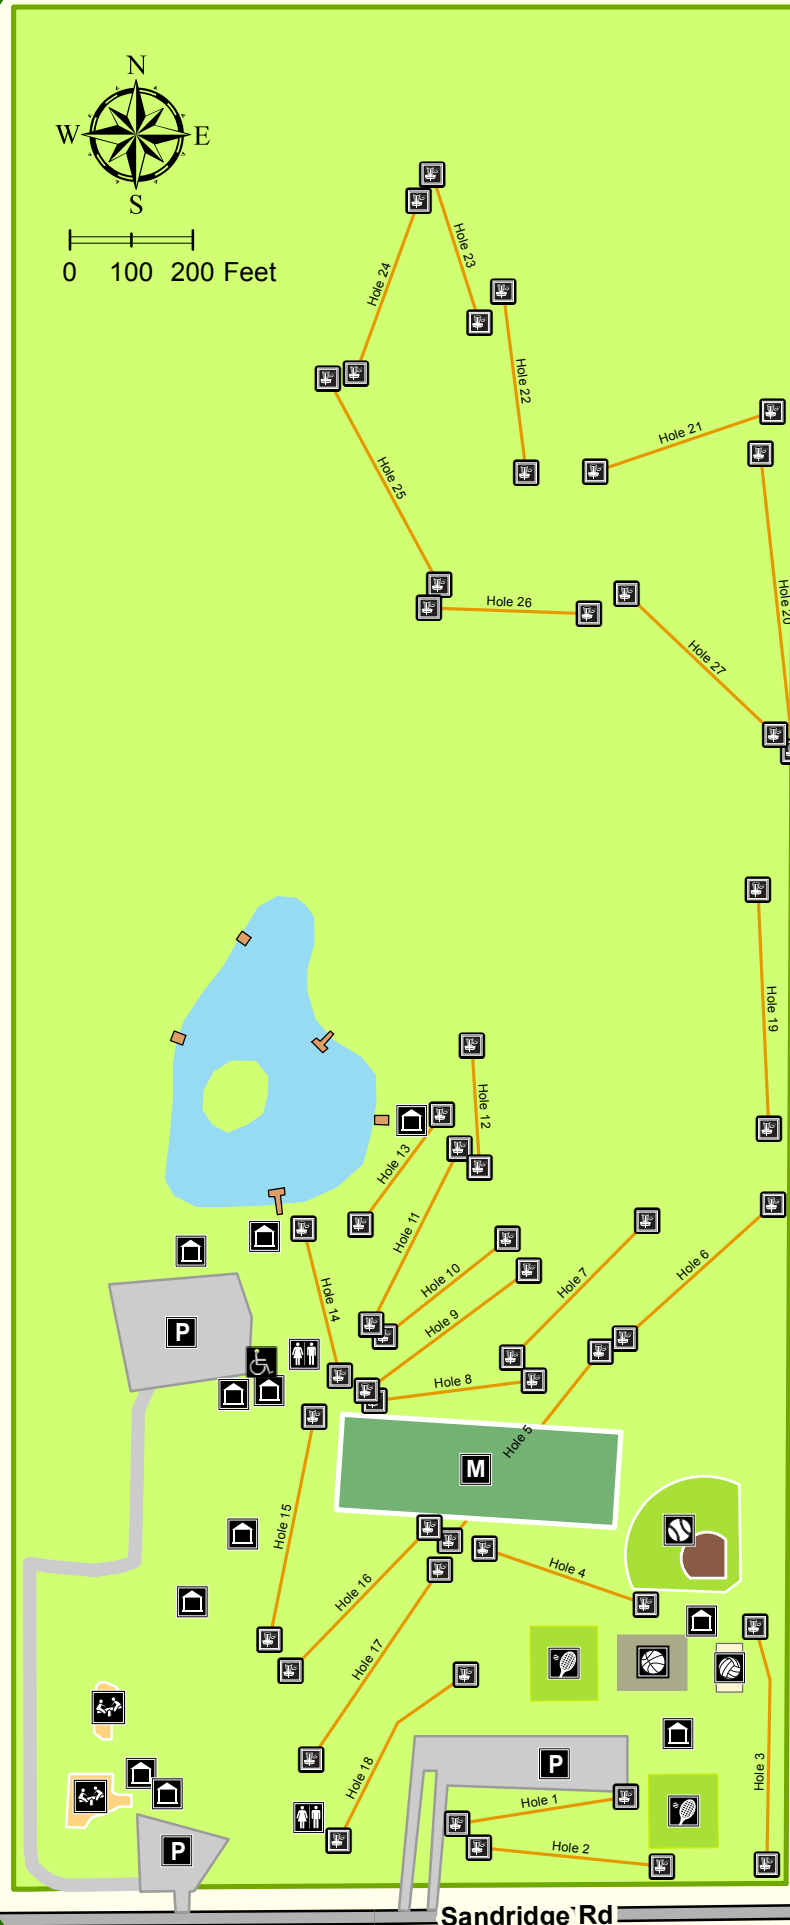 N
W E
S
0 100 200 Feet
Hole 23
Hole 24
Hole 22
Hole 21
Hole 25
Hole 20
Hole 26
Hole 27
Hole 19
Hole 12
Hole 13
Hole 11
Hole 6
Hole 7
Hole 10
Hole 14
Hole 9
P
Hole 8
Hole 5
M
Hole 15
Hole 4
Hole 16
Hole 17
P
Hole 18
Hole 3
Hole 1
Hole 2
P
Sandridge Rd